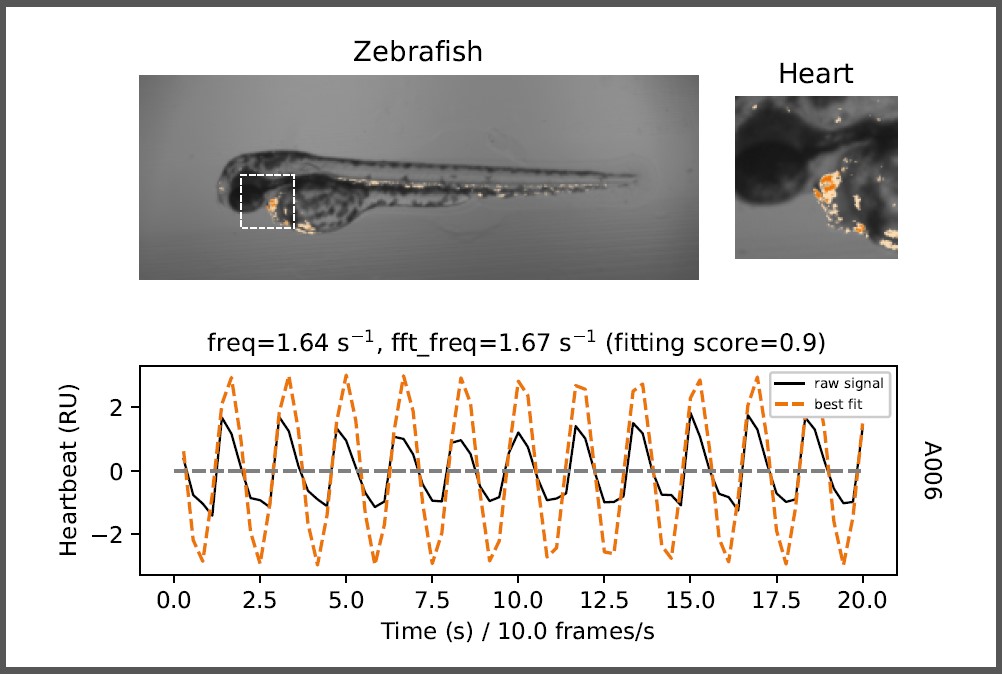 Zebrafish
Heart
freq=1.64 s⁻¹, fft_freq=1.67 s⁻¹ (fitting score=0.9)
raw signal
best fit
Heartbeat (RU)
2
0
−2
A006
0.0 2.5 5.0 7.5 10.0 12.5 15.0 17.5 20.0
Time (s) / 10.0 frames/s